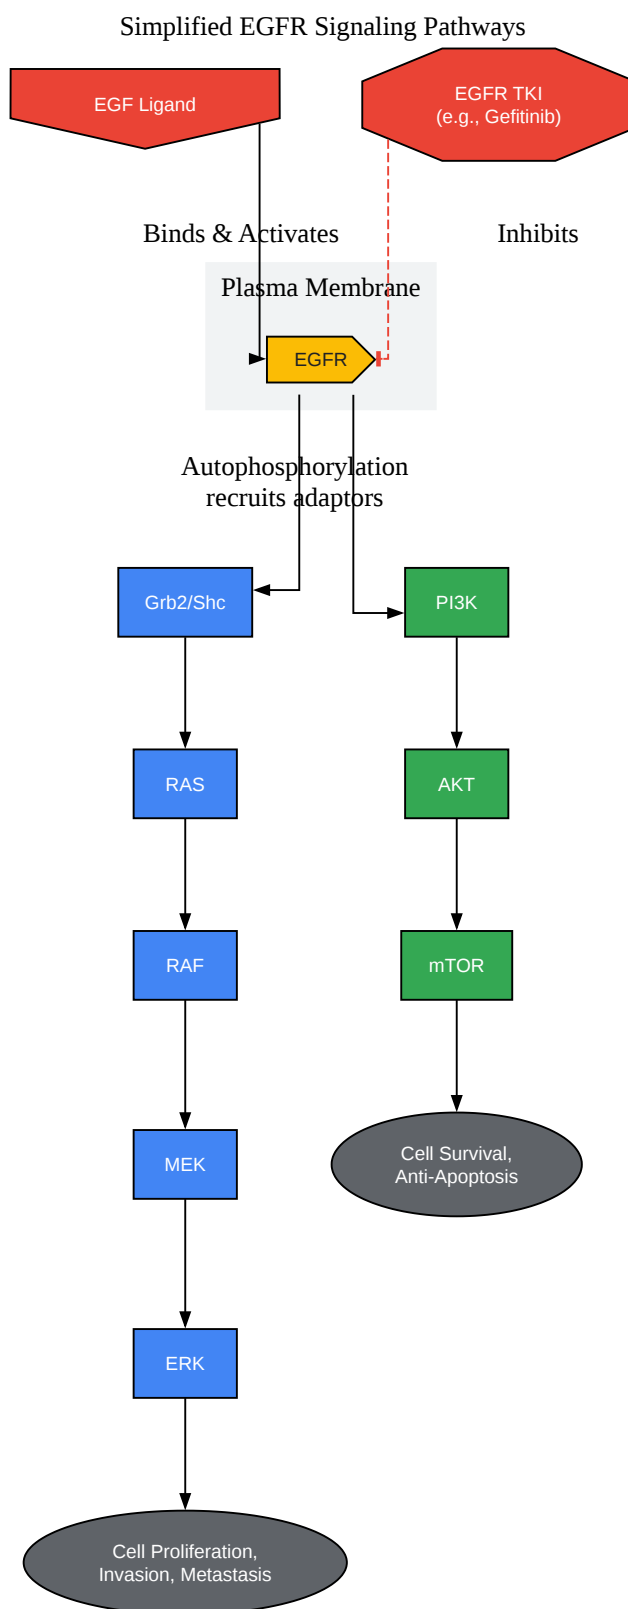 Simplified EGFR Signaling Pathways
EGF Ligand
EGFR TKI
(e.g., Gefitinib)
Binds & Activates
Inhibits
Plasma Membrane
EGFR
Autophosphorylation
recruits adaptors
Grb2/Shc
PI3K
RAS
AKT
RAF
mTOR
MEK
Cell Survival,
Anti-Apoptosis
ERK
Cell Proliferation,
Invasion, Metastasis